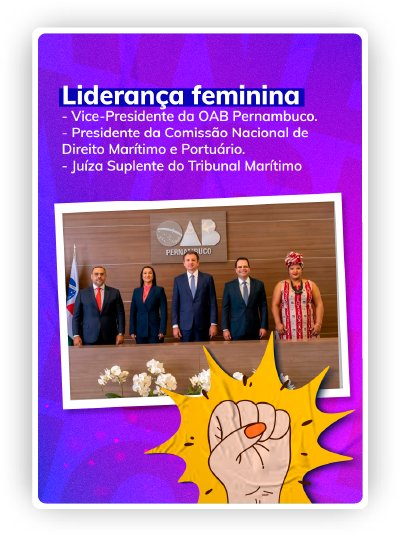 Liderança feminina
- Vice-Presidente da OAB Pernambuco.
- Presidente da Comissão Nacional de
Direito Marítimo e Portuário.
- Juíza Suplente do Tribunal Marítimo
OAB
PERNAMBUCO